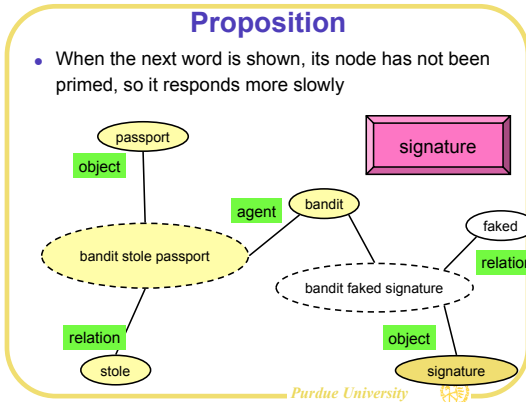 Proposition
• When the next word is shown, its node has not been
primed, so it responds more slowly
passport
object
signature
bandit
agent
faked
bandit stole passport
relation
bandit faked signature
relation
object
stole
signature
Purdue University